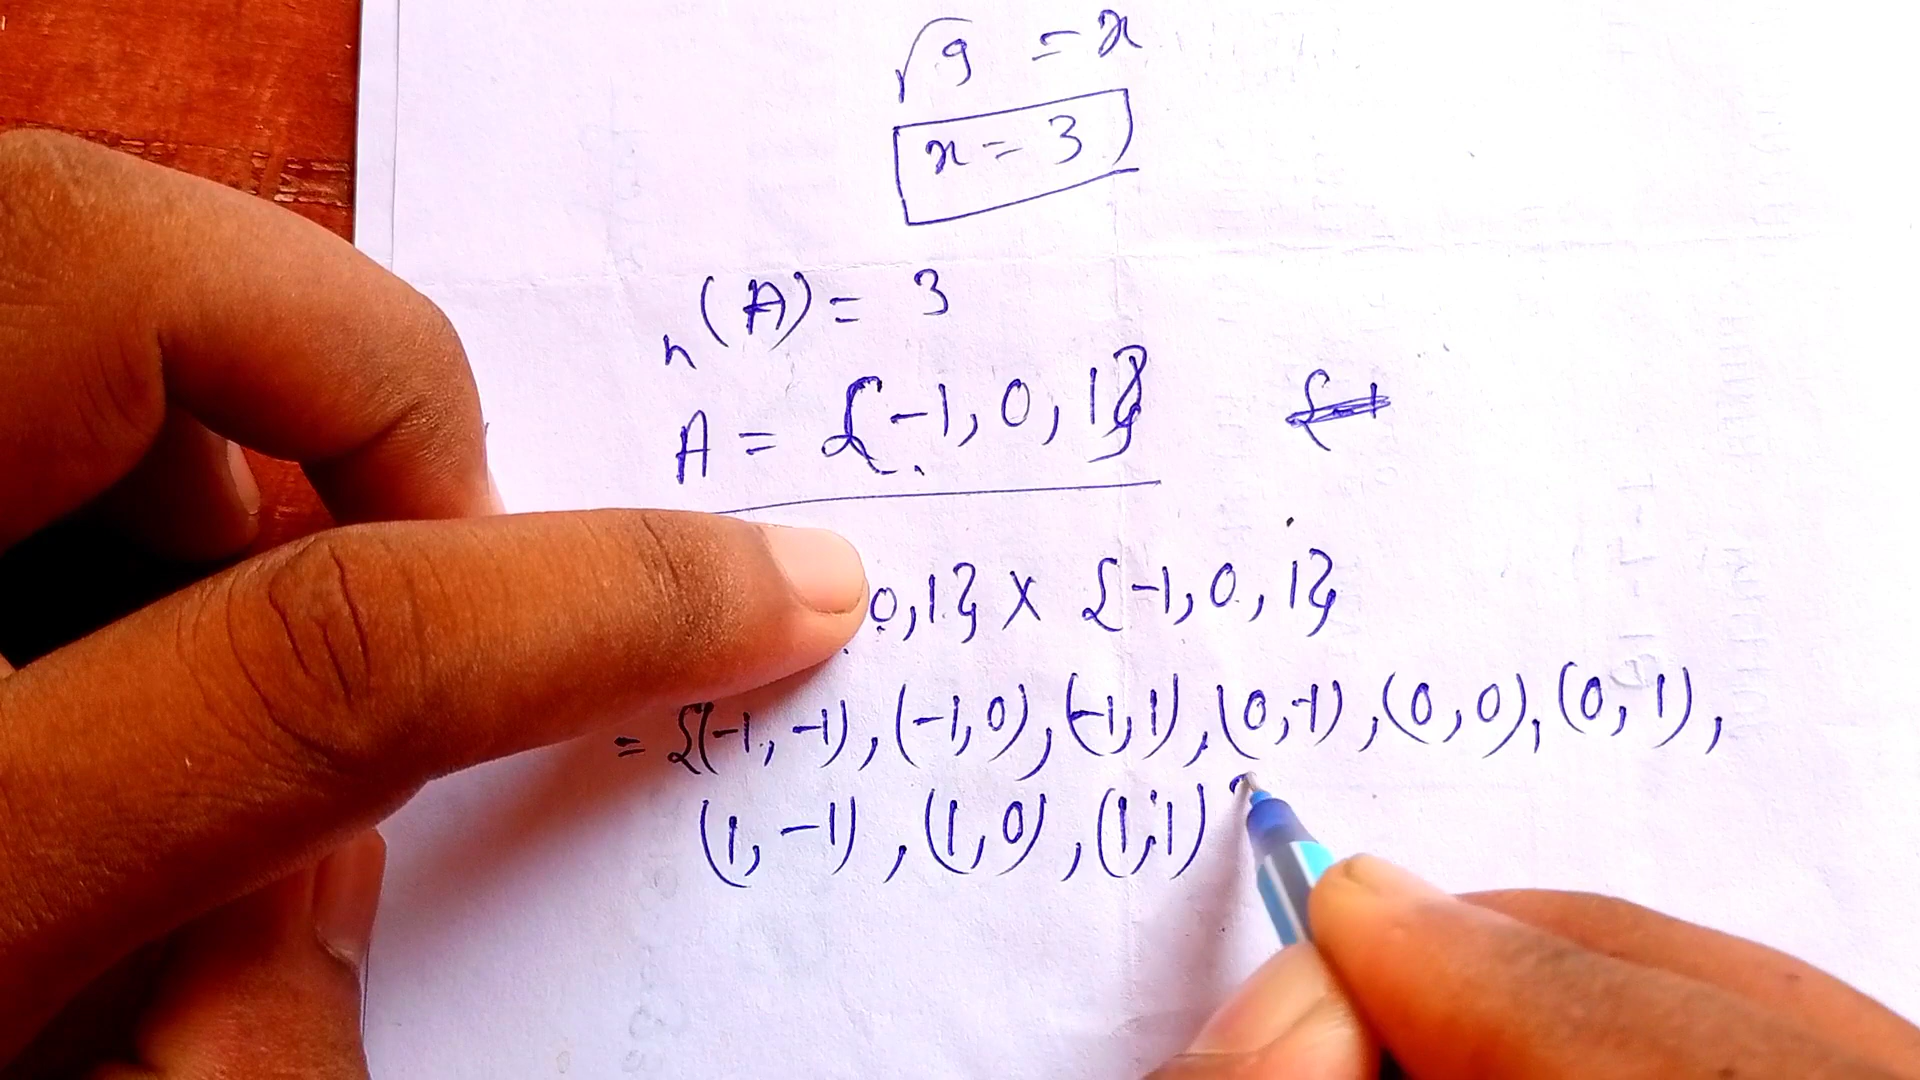 √9 = x
x = 3
n(A) = 3
A = {-1, 0, 1}
0, 1} × {-1, 0, 1}
= {(-1, -1), (-1, 0), (-1, 1), (0, -1), (0, 0), (0, 1),
(1, -1), (1, 0), (1, 1)